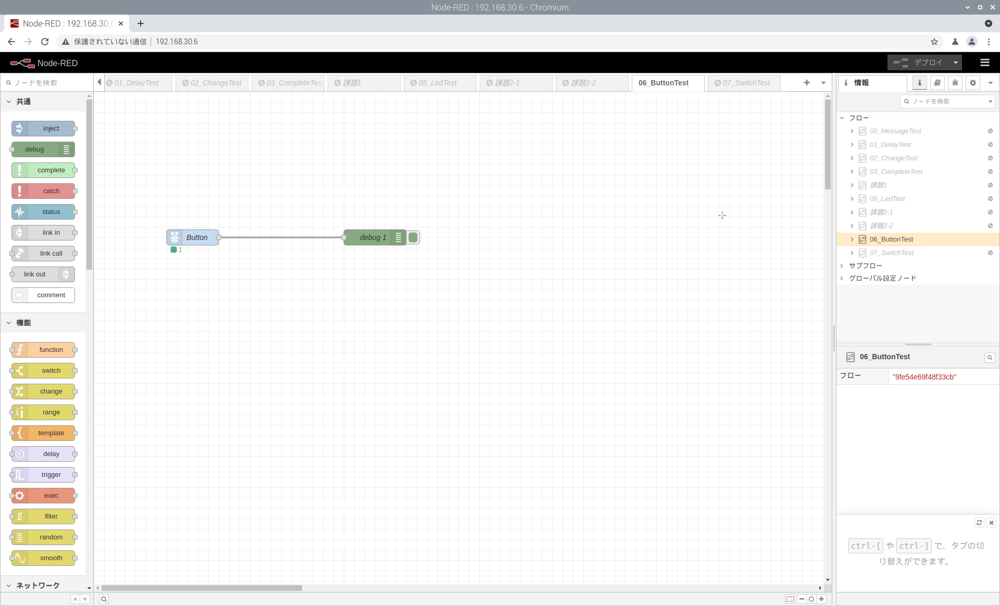 Node-RED : 192.168.30.6 - Chromium
Node-RED : 192.168.30.6
保護されていない通信 192.168.30.6
Node-RED
デプロイ
ノードを検索
01_DelayTest
02_ChangeTest
03_CompleteTes
課題1
05_LedTest
課題2-1
課題2-2
06_ButtonTest
07_SwitchTest
情報
共通
inject
debug
complete
catch
status
link in
link call
link out
comment
機能
function
switch
change
range
template
delay
trigger
exec
filter
random
smooth
ネットワーク
Button
1
debug 1
ノードを検索
フロー
00_MessageTest
01_DelayTest
02_ChangeTest
03_CompleteTest
課題1
05_LedTest
課題2-1
課題2-2
06_ButtonTest
07_SwitchTest
サブフロー
グローバル設定ノード
06_ButtonTest
フロー "9fe54e69f48f33cb"
ctrl-[ や ctrl-] で、タブの切
り替えができます。